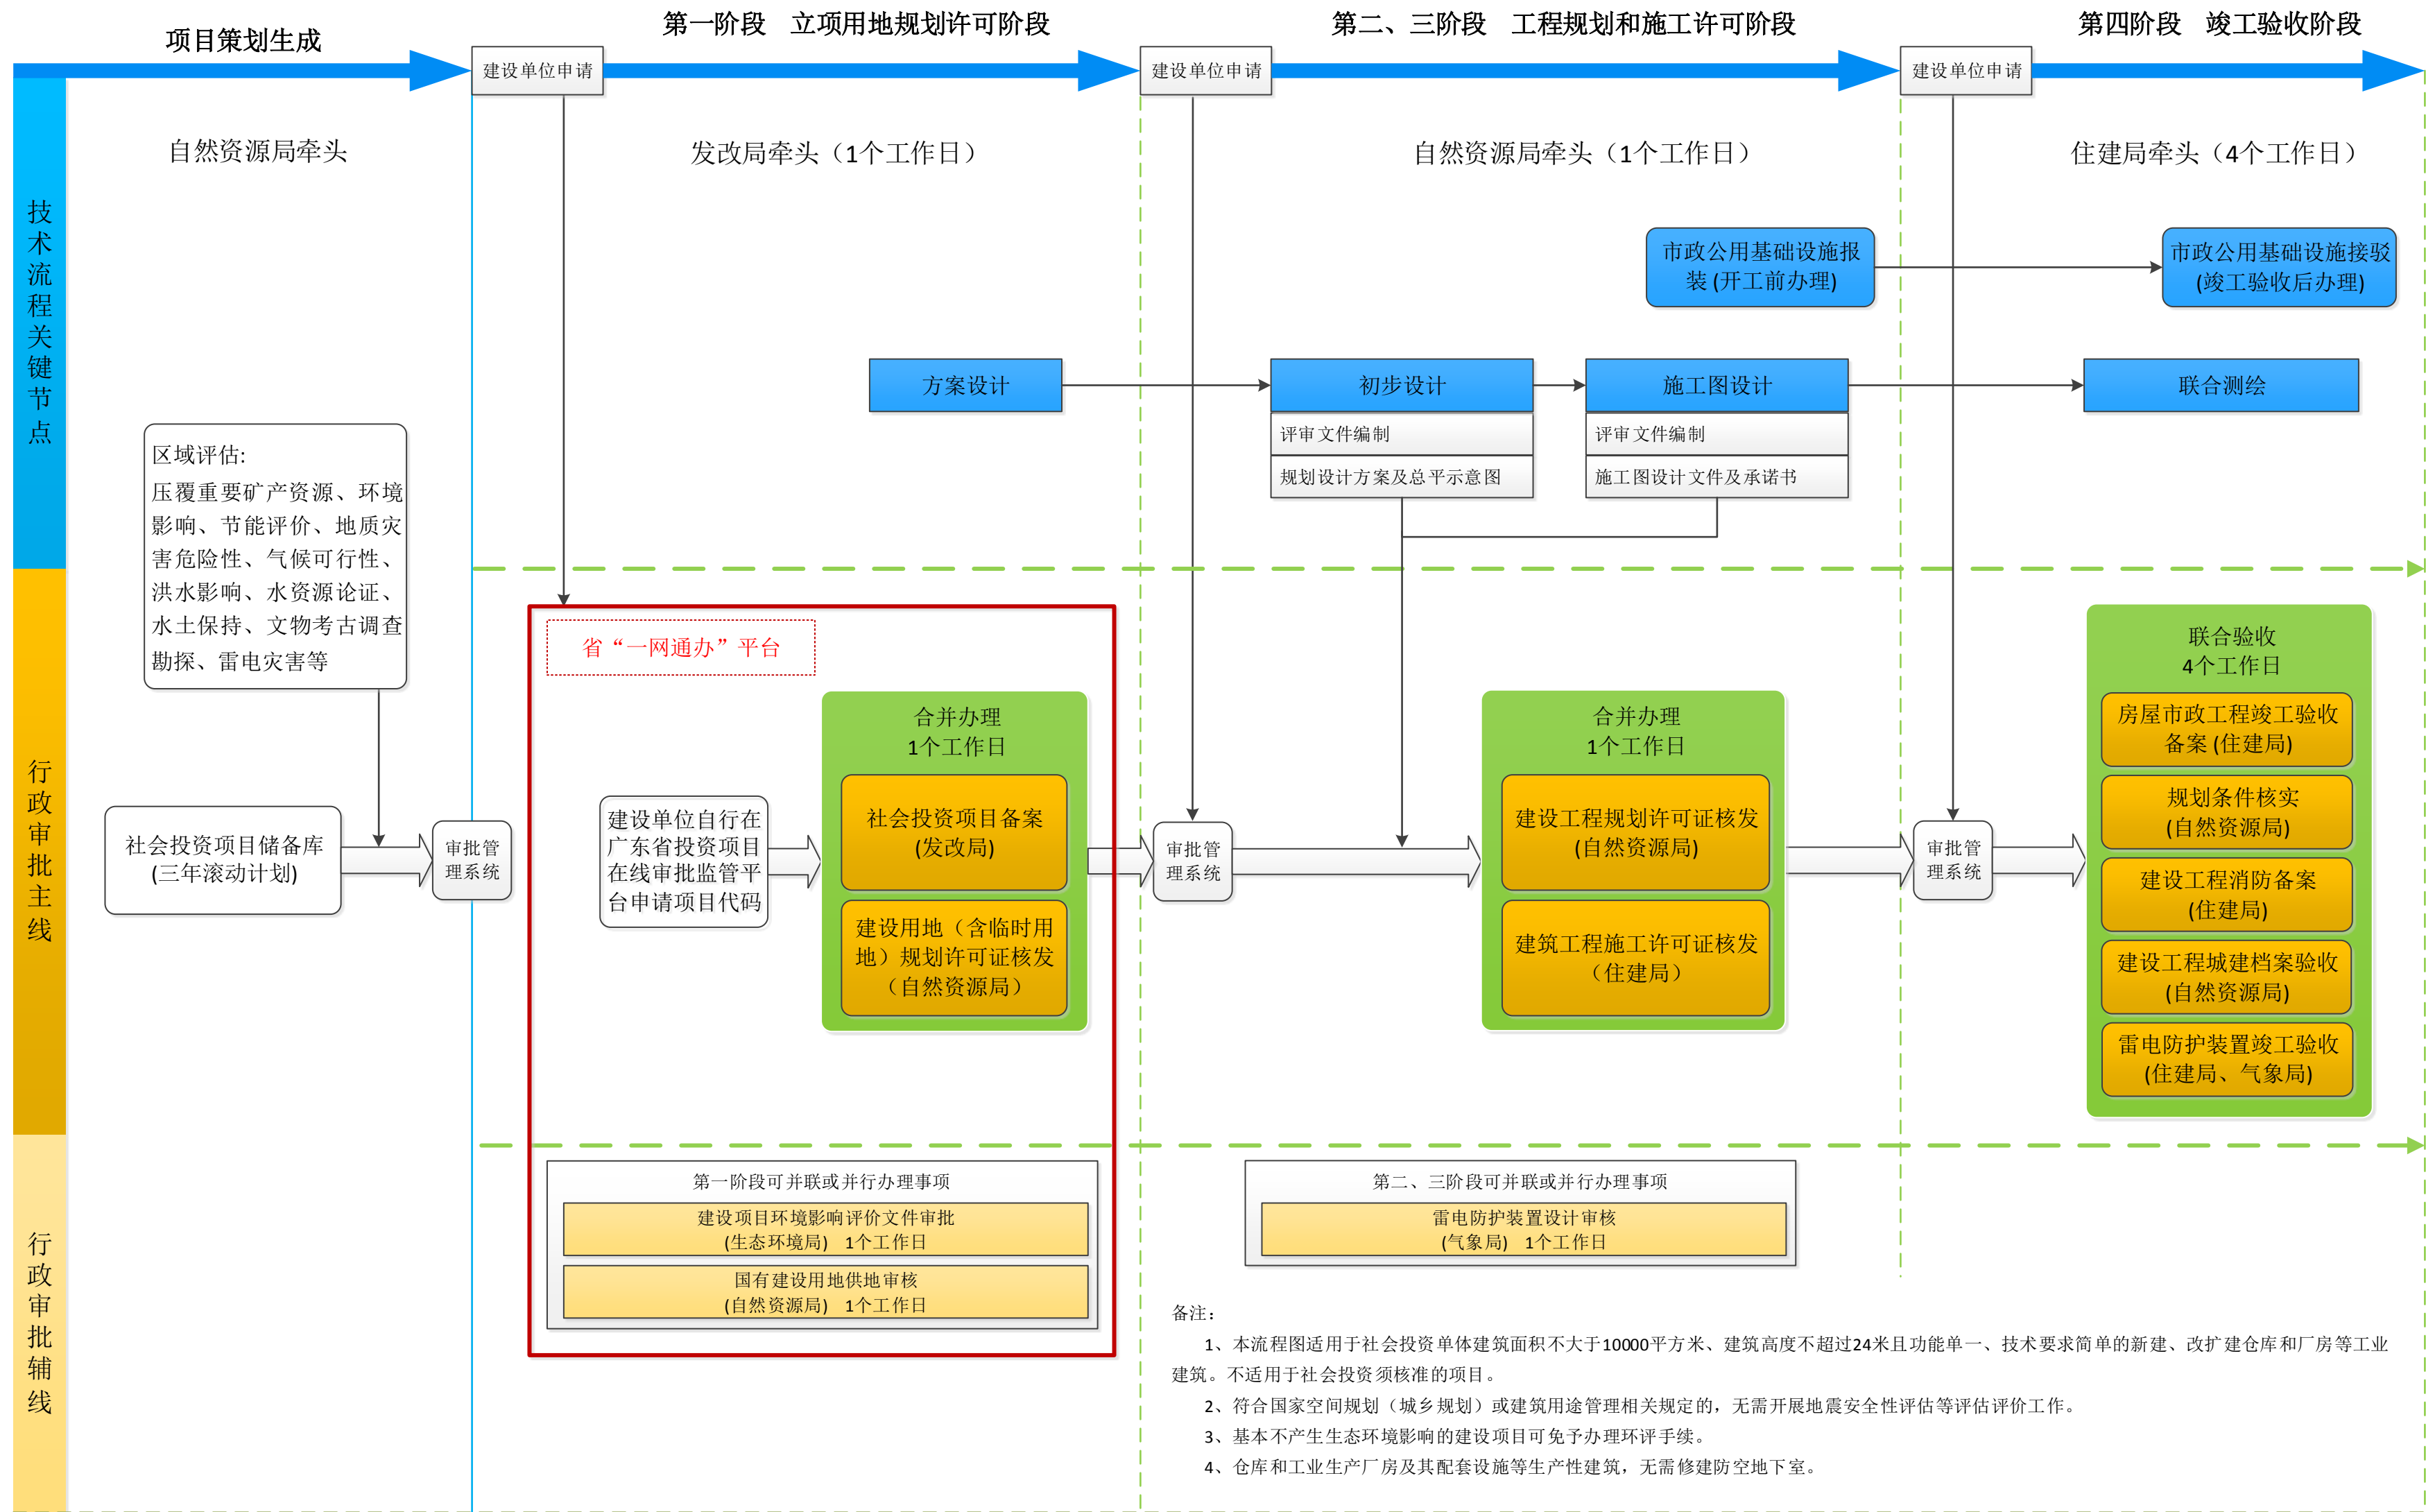 项目策划生成
第一阶段 立项用地规划许可阶段
第二、三阶段 工程规划和施工许可阶段
第四阶段 竣工验收阶段
建设单位申请
建设单位申请
建设单位申请
自然资源局牵头
发改局牵头（1个工作日）
自然资源局牵头（1个工作日）
住建局牵头（4个工作日）
技术流程关键节点
市政公用基础设施报
装 (开工前办理)
市政公用基础设施接驳
(竣工验收后办理)
方案设计
初步设计
评审文件编制
规划设计方案及总平示意图
施工图设计
评审文件编制
施工图设计文件及承诺书
联合测绘
区域评估:
压覆重要矿产资源、环境
影响、节能评价、地质灾
害危险性、气候可行性、
洪水影响、水资源论证、
水土保持、文物考古调查
勘探、雷电灾害等
行政审批主线
社会投资项目储备库
(三年滚动计划)
审批管
理系统
省“一网通办”平台
建设单位自行在
广东省投资项目
在线审批监管平
台申请项目代码
合并办理
1个工作日
社会投资项目备案
(发改局)
建设用地（含临时用
地）规划许可证核发
（自然资源局）
审批管
理系统
合并办理
1个工作日
建设工程规划许可证核发
(自然资源局)
建筑工程施工许可证核发
（住建局）
审批管
理系统
联合验收
4个工作日
房屋市政工程竣工验收
备案 (住建局)
规划条件核实
(自然资源局)
建设工程消防备案
(住建局)
建设工程城建档案验收
(自然资源局)
雷电防护装置竣工验收
(住建局、气象局)
行政审批辅线
第一阶段可并联或并行办理事项
建设项目环境影响评价文件审批
(生态环境局) 1个工作日
国有建设用地供地审核
(自然资源局) 1个工作日
第二、三阶段可并联或并行办理事项
雷电防护装置设计审核
(气象局) 1个工作日
备注：
1、本流程图适用于社会投资单体建筑面积不大于10000平方米、建筑高度不超过24米且功能单一、技术要求简单的新建、改扩建仓库和厂房等工业
建筑。不适用于社会投资须核准的项目。
2、符合国家空间规划（城乡规划）或建筑用途管理相关规定的，无需开展地震安全性评估等评估评价工作。
3、基本不产生生态环境影响的建设项目可免予办理环评手续。
4、仓库和工业生产厂房及其配套设施等生产性建筑，无需修建防空地下室。